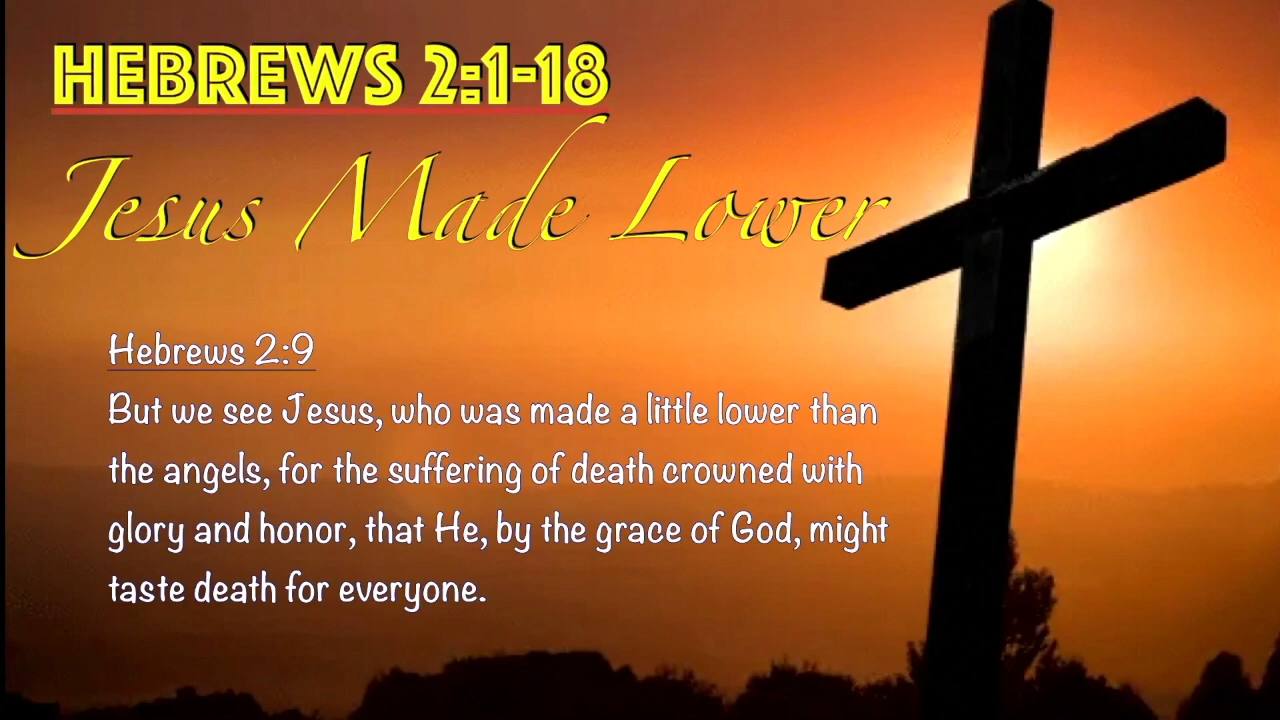 HEBREWS 2:1-18
Jesus Made Lower
Hebrews 2:9
But we see Jesus, who was made a little lower than
the angels, for the suffering of death crowned with
glory and honor, that He, by the grace of God, might
taste death for everyone.